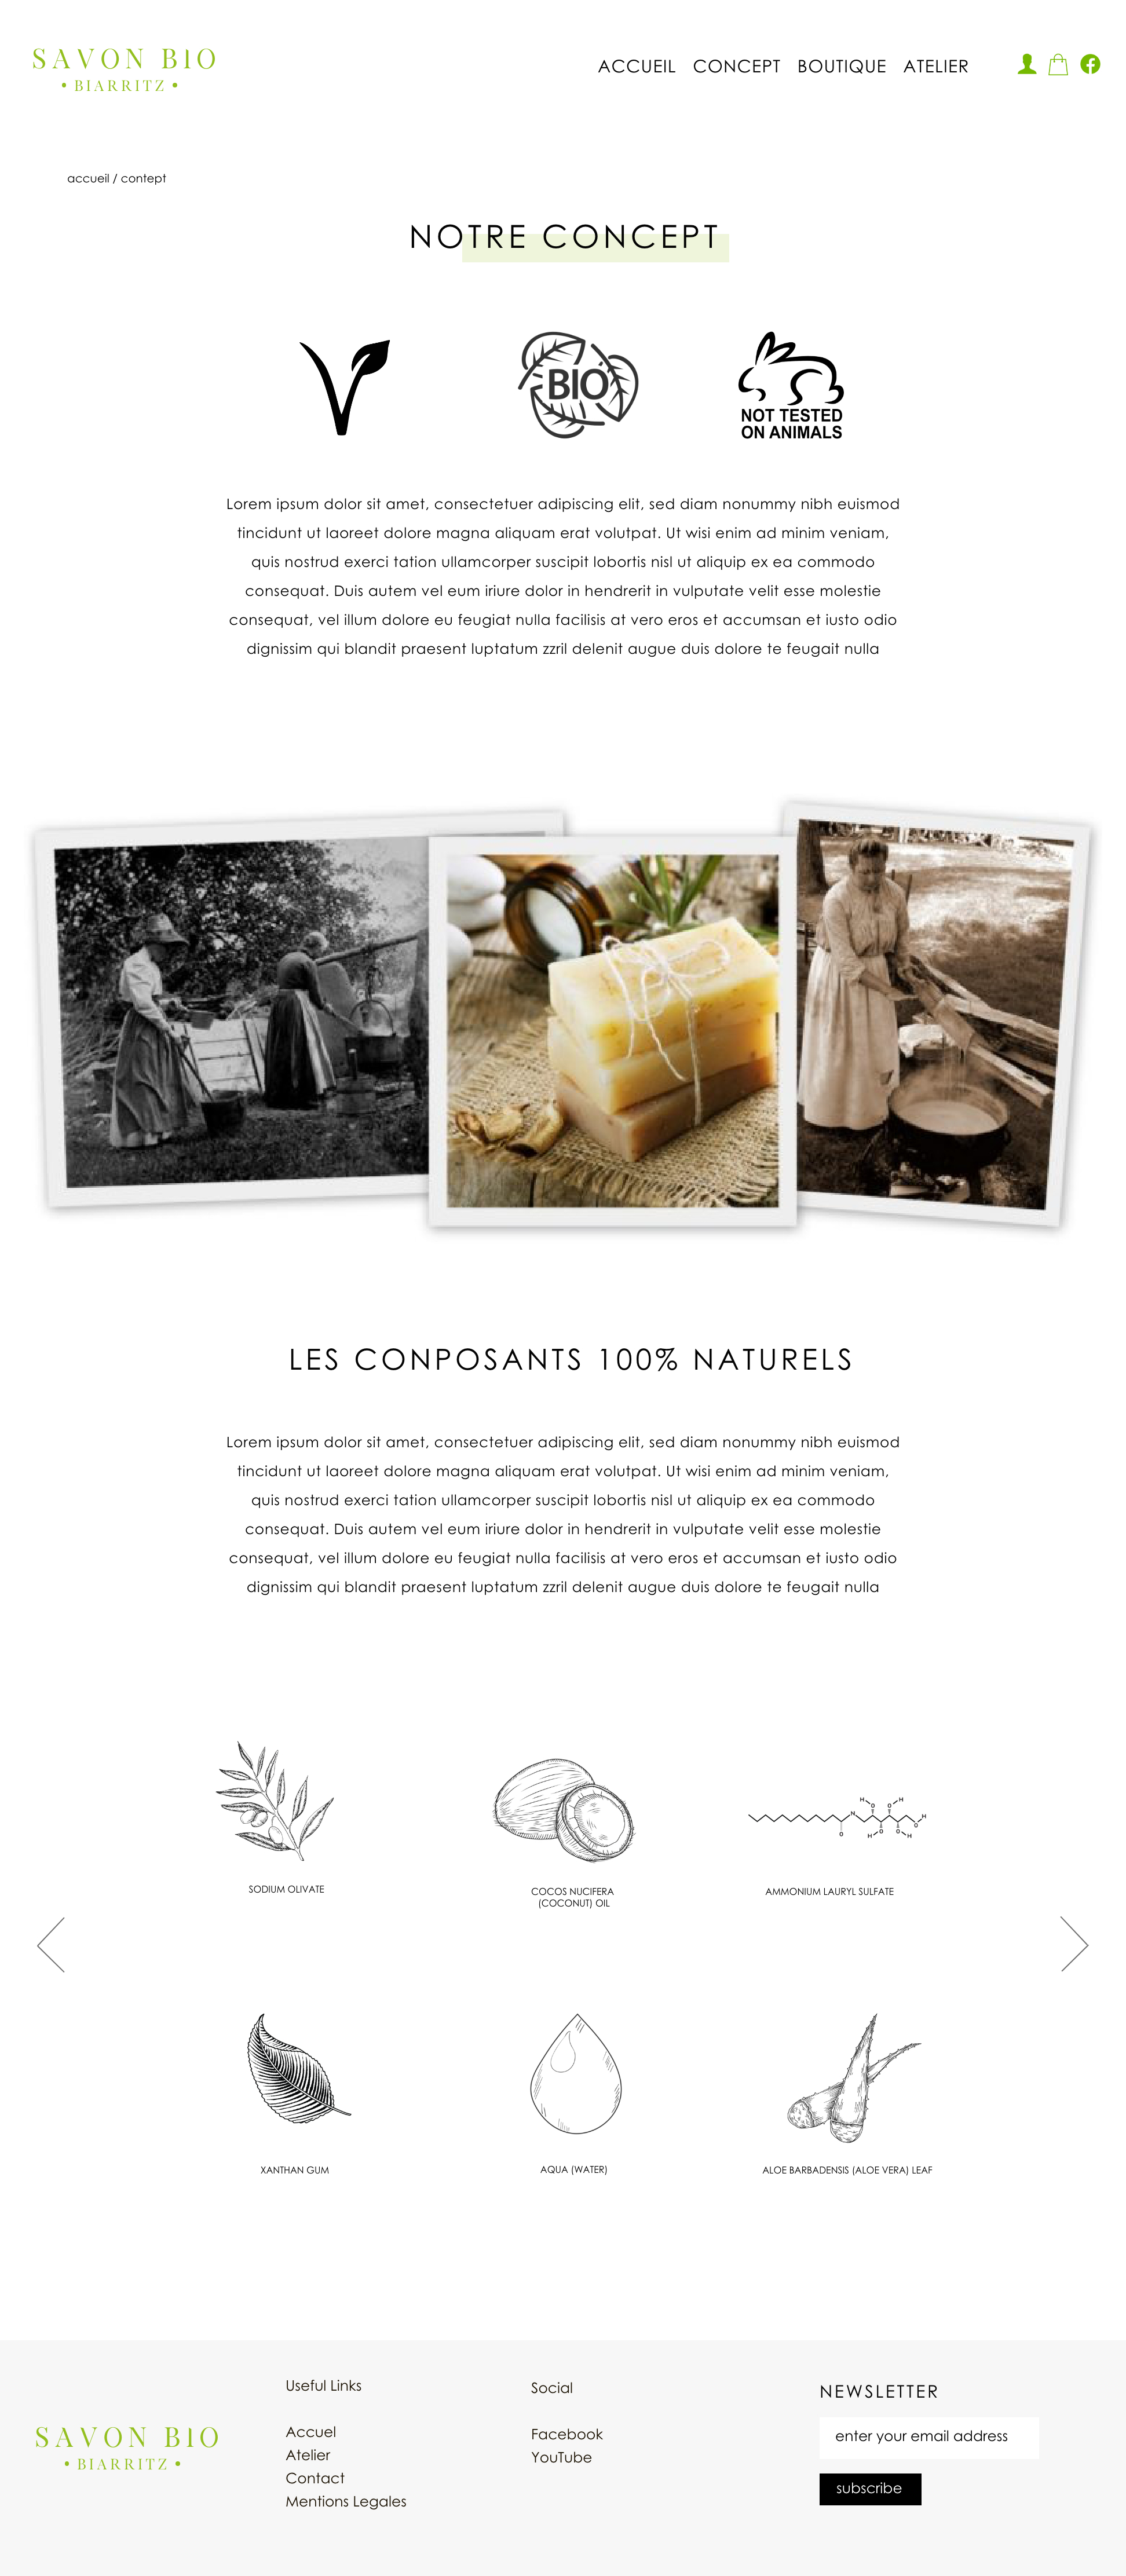 SAVON BIO
• BIARRITZ •
ACCUEIL CONCEPT BOUTIQUE ATELIER
accueil / contept
NOTRE CONCEPT
BIO
NOT TESTED
ON ANIMALS
Lorem ipsum dolor sit amet, consectetuer adipiscing elit, sed diam nonummy nibh euismod
tincidunt ut laoreet dolore magna aliquam erat volutpat. Ut wisi enim ad minim veniam,
quis nostrud exerci tation ullamcorper suscipit lobortis nisl ut aliquip ex ea commodo
consequat. Duis autem vel eum iriure dolor in hendrerit in vulputate velit esse molestie
consequat, vel illum dolore eu feugiat nulla facilisis at vero eros et accumsan et iusto odio
dignissim qui blandit praesent luptatum zzril delenit augue duis dolore te feugait nulla
LES CONPOSANTS 100% NATURELS
Lorem ipsum dolor sit amet, consectetuer adipiscing elit, sed diam nonummy nibh euismod
tincidunt ut laoreet dolore magna aliquam erat volutpat. Ut wisi enim ad minim veniam,
quis nostrud exerci tation ullamcorper suscipit lobortis nisl ut aliquip ex ea commodo
consequat. Duis autem vel eum iriure dolor in hendrerit in vulputate velit esse molestie
consequat, vel illum dolore eu feugiat nulla facilisis at vero eros et accumsan et iusto odio
dignissim qui blandit praesent luptatum zzril delenit augue duis dolore te feugait nulla
SODIUM OLIVATE
COCOS NUCIFERA
(COCONUT) OIL
AMMONIUM LAURYL SULFATE
XANTHAN GUM
AQUA (WATER)
ALOE BARBADENSIS (ALOE VERA) LEAF
SAVON BIO
• BIARRITZ •
Useful Links
Accuel
Atelier
Contact
Mentions Legales
Social
Facebook
YouTube
NEWSLETTER
enter your email address
subscribe